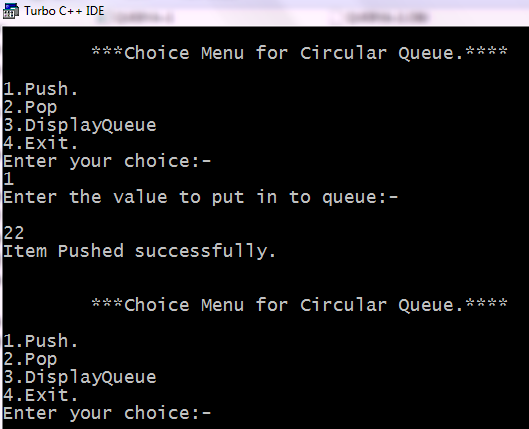 Turbo C++ IDE
***Choice Menu for Circular Queue.****
1.Push.
2.Pop
3.DisplayQueue
4.Exit.
Enter your choice:-
1
Enter the value to put in to queue:-
22
Item Pushed successfully.
***Choice Menu for Circular Queue.****
1.Push.
2.Pop
3.DisplayQueue
4.Exit.
Enter your choice:-